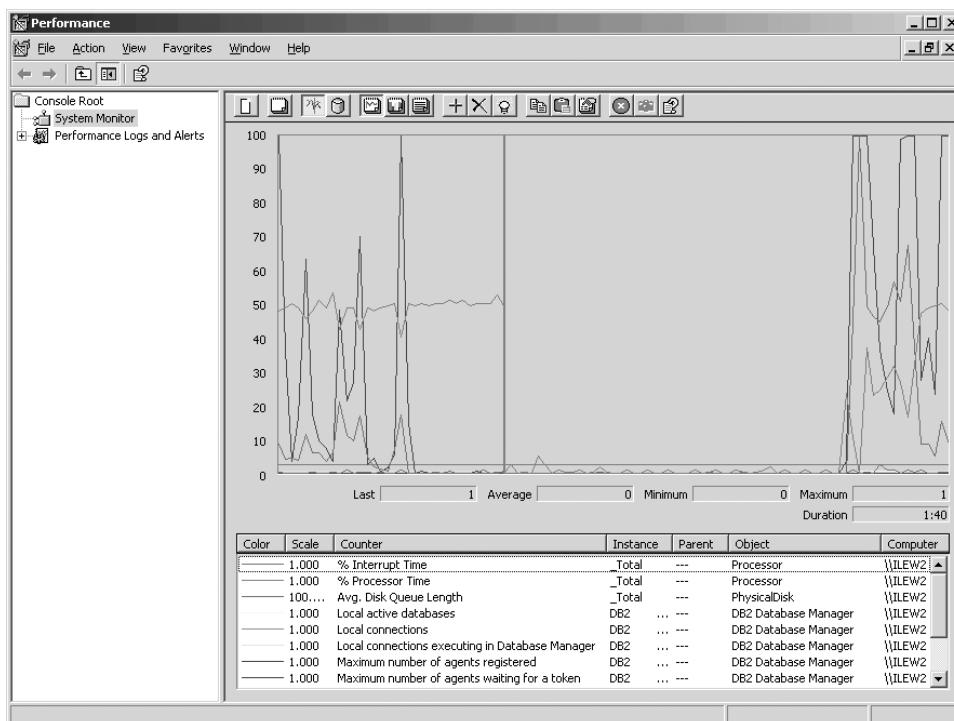 Performance
File Action View Favorites Window Help
Console Root
System Monitor
Performance Logs and Alerts
100
90
80
70
60
50
40
30
20
10
0
Last 1 Average 0 Minimum 0 Maximum 1
Duration 1:40
Color Scale Counter Instance Parent Object Computer
1.000 % Interrupt Time _Total --- Processor \\ILEW2
1.000 % Processor Time _Total --- Processor \\ILEW2
100.... Avg. Disk Queue Length _Total --- PhysicalDisk \\ILEW2
1.000 Local active databases DB2 ... --- DB2 Database Manager \\ILEW2
1.000 Local connections DB2 ... --- DB2 Database Manager \\ILEW2
1.000 Local connections executing in Database Manager DB2 ... --- DB2 Database Manager \\ILEW2
1.000 Maximum number of agents registered DB2 ... --- DB2 Database Manager \\ILEW2
1.000 Maximum number of agents waiting for a token DB2 ... --- DB2 Database Manager \\ILEW2